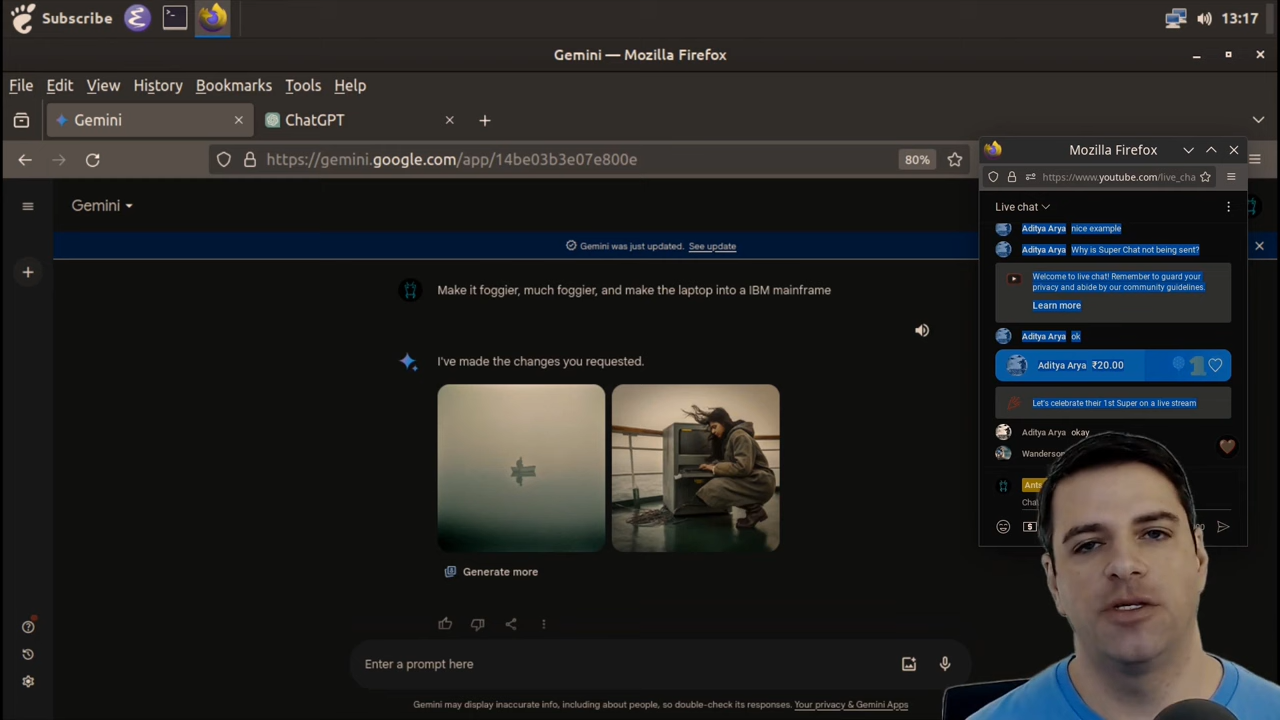 Subscribe
13:17
Gemini — Mozilla Firefox
File Edit View History Bookmarks Tools Help
Gemini
ChatGPT
https://gemini.google.com/app/14be03b3e07e800e
80%
Mozilla Firefox
https://www.youtube.com/live_cha
Gemini
Live chat
Gemini was just updated. See update
Aditya Arya nice example
Aditya Arya Why is Super Chat not being sent?
Welcome to live chat! Remember to guard your
privacy and abide by our community guidelines.
Learn more
Make it foggier, much foggier, and make the laptop into a IBM mainframe
Aditya Arya ok
I've made the changes you requested.
Aditya Arya ₹20.00
1
Let's celebrate their 1st Super on a live stream
Aditya Arya okay
Generate more
Enter a prompt here
Gemini may display inaccurate info, including about people, so double-check its responses. Your privacy & Gemini Apps